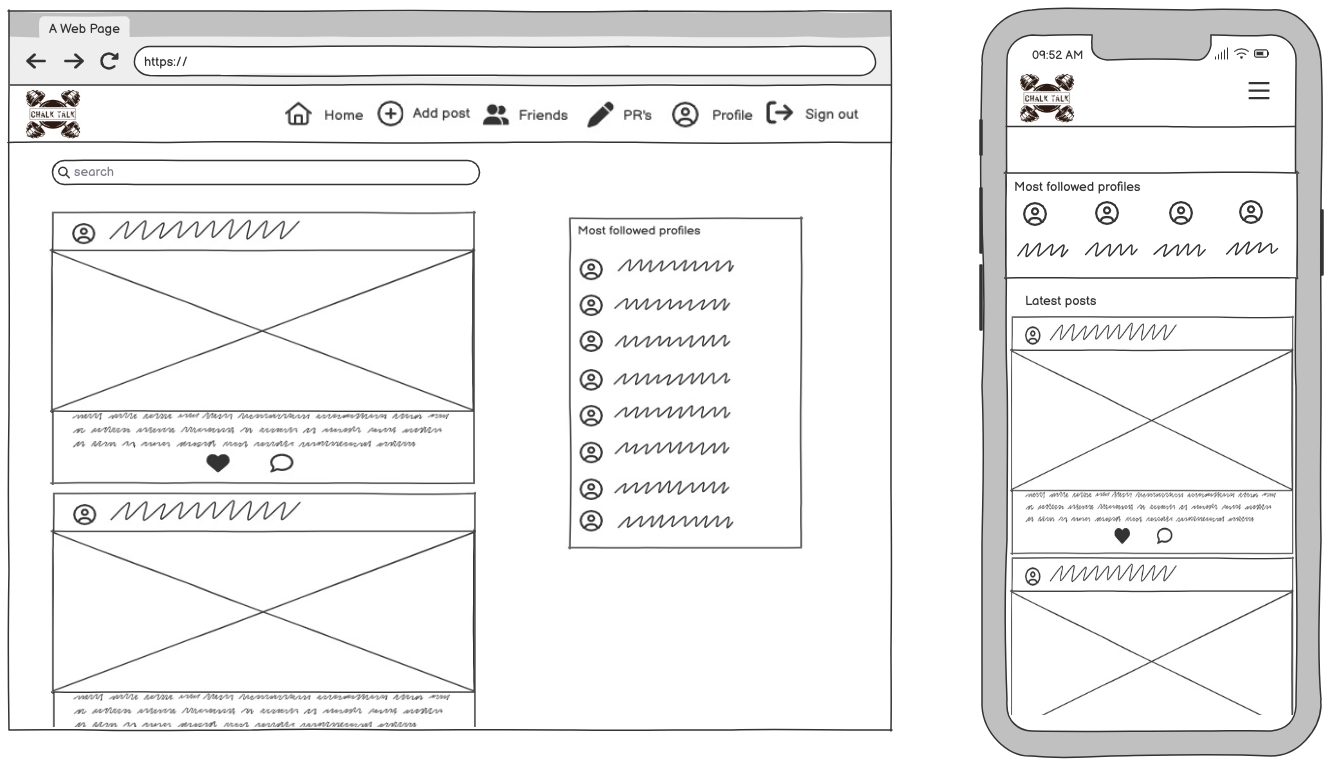 A Web Page
https://
CHALK TALK
Home
Add post
Friends
PR's
Profile
Sign out
search
Most followed profiles
09:52 AM
CHALK TALK
Most followed profiles
Latest posts